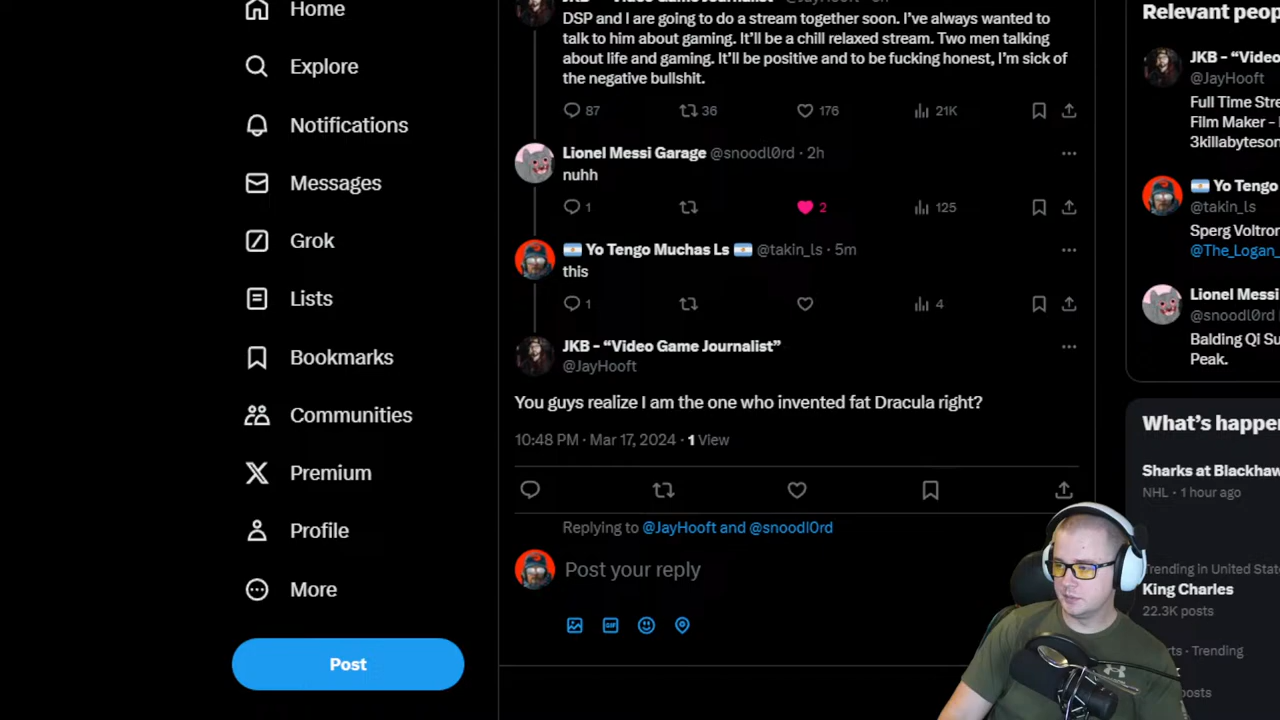 Home
Explore
Notifications
Messages
Grok
Lists
Bookmarks
Communities
Premium
Profile
More
Post
DSP and I are going to do a stream together soon. I've always wanted to
talk to him about gaming. It'll be a chill relaxed stream. Two men talking
about life and gaming. It'll be positive and to be fucking honest, I'm sick of
the negative bullshit.
87 36 176 21K
Lionel Messi Garage @snoodl0rd · 2h
nuhh
1 2 125
Yo Tengo Muchas Ls @takin_ls · 5m
this
1 4
JKB - “Video Game Journalist”
@JayHooft
You guys realize I am the one who invented fat Dracula right?
10:48 PM · Mar 17, 2024 · 1 View
Replying to @JayHooft and @snoodl0rd
Post your reply
GIF
Relevant peop
JKB - “Video
@JayHooft
Full Time Stre
Film Maker -
3killabyteson
Yo Tengo
@takin_ls
Sperg Voltron
@The_Logan_
Lionel Messi
@snoodl0rd
Balding Qi Su
Peak.
What's happe
Sharks at Blackhaw
NHL · 1 hour ago
Trending in United State
King Charles
22.3K posts
Trending
posts